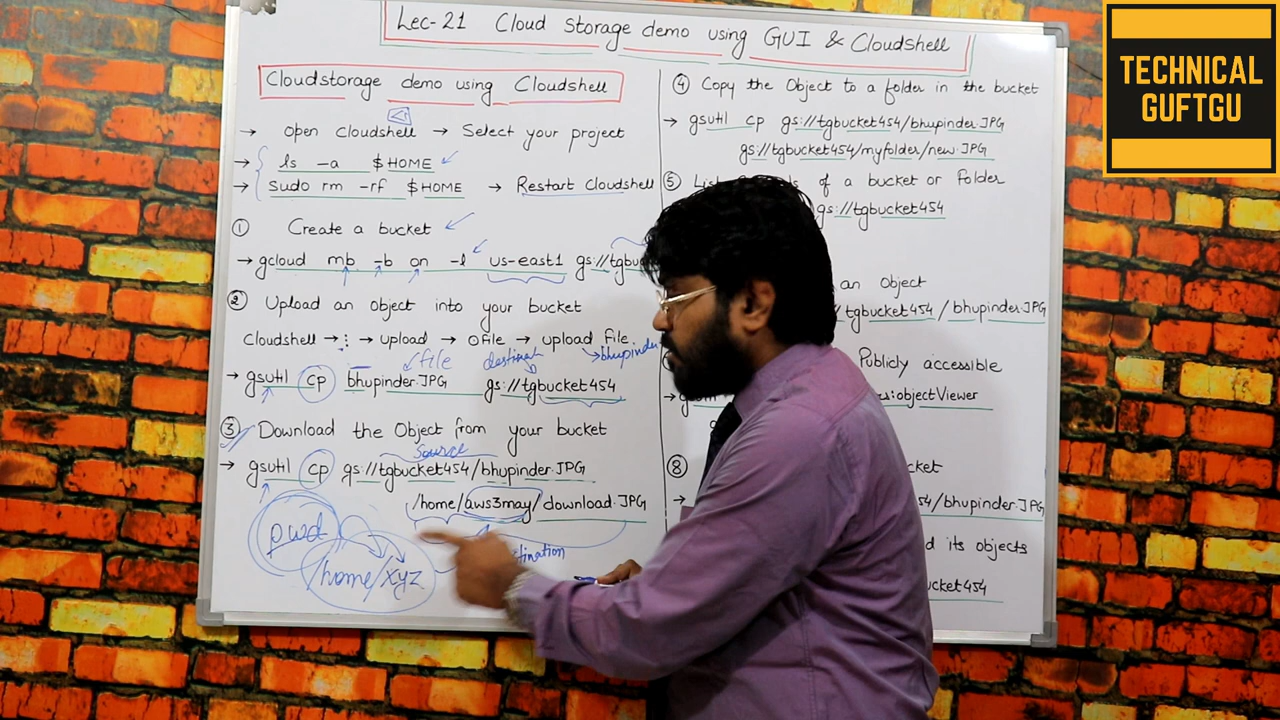 Lec-21 Cloud Storage demo using GUI & Cloudshell
TECHNICAL
GUFTGU
Cloudstorage demo using Cloudshell
→ Open Cloudshell → Select your project
→ ls -a $HOME
→ Sudo rm -rf $HOME → Restart Cloudshell
① Create a bucket
→ gcloud mb -b on -l us-east1 gs://tgbu
② Upload an object into your bucket
Cloudshell → ⋮ → upload → ○ file → upload file
file destinat bhupinder
→ gsutil cp bhupinder.JPG gs://tgbucket454
③ Download the Object from your bucket
Source
→ gsutil cp gs://tgbucket454/bhupinder.JPG
/home/aws3may/download.JPG
pwd
stination
/home/xyz
④ Copy the Object to a folder in the bucket
→ gsutil cp gs://tgbucket454/bhupinder.JPG
gs://tgbucket454/myfolder/new.JPG
⑤ List of a bucket or Folder
gs://tgbucket454
an Object
/tgbucket454/bhupinder.JPG
Publicly accessible
→ :objectViewer
⑧ ket
→ 54/bhupinder.JPG
d its objects
ucket454